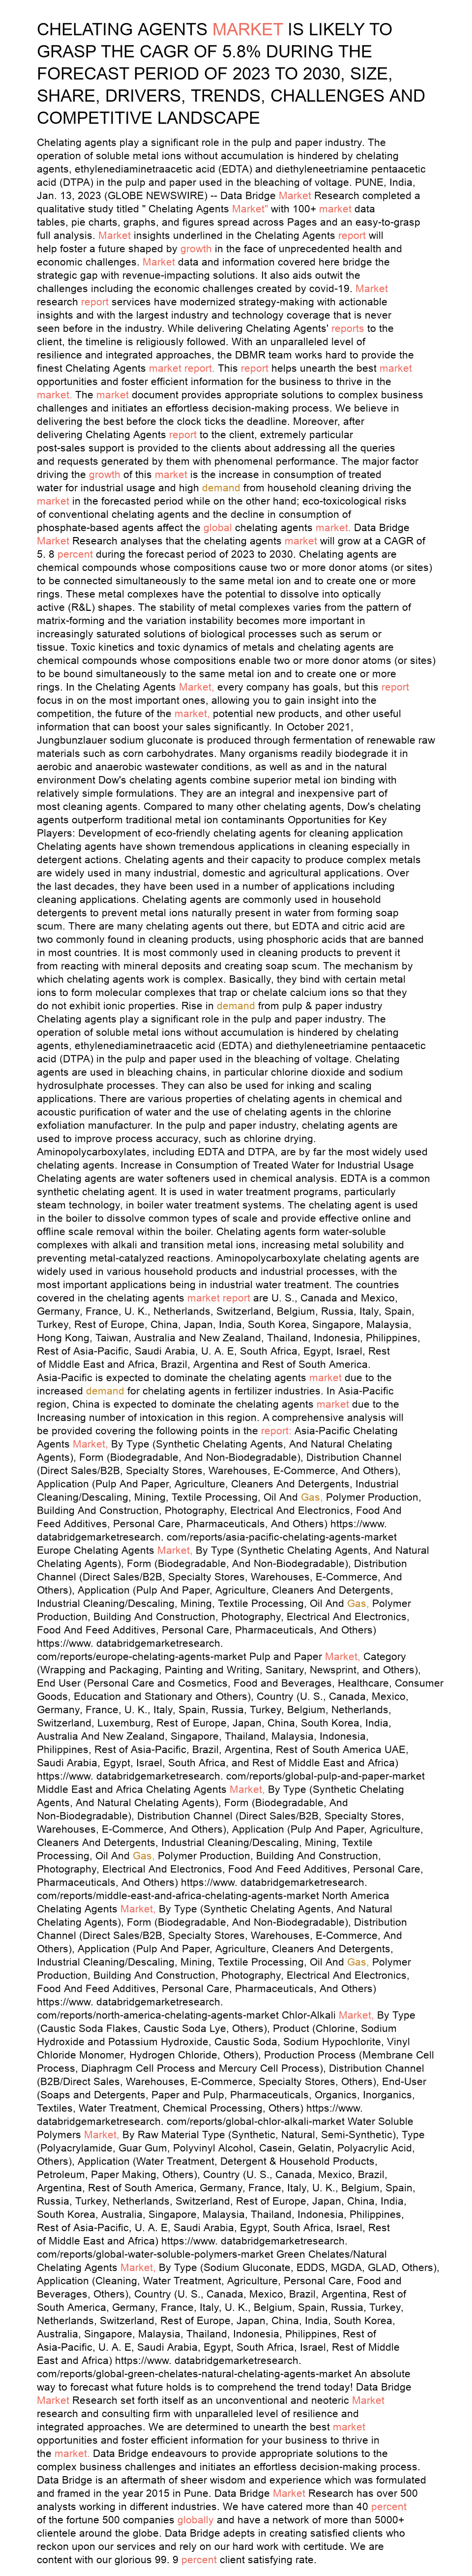 CHELATING AGENTS MARKET IS LIKELY TO
GRASP THE CAGR OF 5.8% DURING THE
FORECAST PERIOD OF 2023 TO 2030, SIZE,
SHARE, DRIVERS, TRENDS, CHALLENGES AND
COMPETITIVE LANDSCAPE
Chelating agents play a significant role in the pulp and paper industry. The
operation of soluble metal ions without accumulation is hindered by chelating
agents, ethylenediaminetraacetic acid (EDTA) and diethyleneetriamine pentaacetic
acid (DTPA) in the pulp and paper used in the bleaching of voltage. PUNE, India,
Jan. 13, 2023 (GLOBE NEWSWIRE) -- Data Bridge Market Research completed a
qualitative study titled " Chelating Agents Market" with 100+ market data
tables, pie charts, graphs, and figures spread across Pages and an easy-to-grasp
full analysis. Market insights underlined in the Chelating Agents report will
help foster a future shaped by growth in the face of unprecedented health and
economic challenges. Market data and information covered here bridge the
strategic gap with revenue-impacting solutions. It also aids outwit the
challenges including the economic challenges created by covid-19. Market
research report services have modernized strategy-making with actionable
insights and with the largest industry and technology coverage that is never
seen before in the industry. While delivering Chelating Agents' reports to the
client, the timeline is religiously followed. With an unparalleled level of
resilience and integrated approaches, the DBMR team works hard to provide the
finest Chelating Agents market report. This report helps unearth the best market
opportunities and foster efficient information for the business to thrive in the
market. The market document provides appropriate solutions to complex business
challenges and initiates an effortless decision-making process. We believe in
delivering the best before the clock ticks the deadline. Moreover, after
delivering Chelating Agents report to the client, extremely particular
post-sales support is provided to the clients about addressing all the queries
and requests generated by them with phenomenal performance. The major factor
driving the growth of this market is the increase in consumption of treated
water for industrial usage and high demand from household cleaning driving the
market in the forecasted period while on the other hand; eco-toxicological risks
of conventional chelating agents and the decline in consumption of
phosphate-based agents affect the global chelating agents market. Data Bridge
Market Research analyses that the chelating agents market will grow at a CAGR of
5. 8 percent during the forecast period of 2023 to 2030. Chelating agents are
chemical compounds whose compositions cause two or more donor atoms (or sites)
to be connected simultaneously to the same metal ion and to create one or more
rings. These metal complexes have the potential to dissolve into optically
active (R&L) shapes. The stability of metal complexes varies from the pattern of
matrix-forming and the variation instability becomes more important in
increasingly saturated solutions of biological processes such as serum or
tissue. Toxic kinetics and toxic dynamics of metals and chelating agents are
chemical compounds whose compositions enable two or more donor atoms (or sites)
to be bound simultaneously to the same metal ion and to create one or more
rings. In the Chelating Agents Market, every company has goals, but this report
focus in on the most important ones, allowing you to gain insight into the
competition, the future of the market, potential new products, and other useful
information that can boost your sales significantly. In October 2021,
Jungbunzlauer sodium gluconate is produced through fermentation of renewable raw
materials such as corn carbohydrates. Many organisms readily biodegrade it in
aerobic and anaerobic wastewater conditions, as well as and in the natural
environment Dow's chelating agents combine superior metal ion binding with
relatively simple formulations. They are an integral and inexpensive part of
most cleaning agents. Compared to many other chelating agents, Dow's chelating
agents outperform traditional metal ion contaminants Opportunities for Key
Players: Development of eco-friendly chelating agents for cleaning application
Chelating agents have shown tremendous applications in cleaning especially in
detergent actions. Chelating agents and their capacity to produce complex metals
are widely used in many industrial, domestic and agricultural applications. Over
the last decades, they have been used in a number of applications including
cleaning applications. Chelating agents are commonly used in household
detergents to prevent metal ions naturally present in water from forming soap
scum. There are many chelating agents out there, but EDTA and citric acid are
two commonly found in cleaning products, using phosphoric acids that are banned
in most countries. It is most commonly used in cleaning products to prevent it
from reacting with mineral deposits and creating soap scum. The mechanism by
which chelating agents work is complex. Basically, they bind with certain metal
ions to form molecular complexes that trap or chelate calcium ions so that they
do not exhibit ionic properties. Rise in demand from pulp & paper industry
Chelating agents play a significant role in the pulp and paper industry. The
operation of soluble metal ions without accumulation is hindered by chelating
agents, ethylenediaminetraacetic acid (EDTA) and diethyleneetriamine pentaacetic
acid (DTPA) in the pulp and paper used in the bleaching of voltage. Chelating
agents are used in bleaching chains, in particular chlorine dioxide and sodium
hydrosulphate processes. They can also be used for inking and scaling
applications. There are various properties of chelating agents in chemical and
acoustic purification of water and the use of chelating agents in the chlorine
exfoliation manufacturer. In the pulp and paper industry, chelating agents are
used to improve process accuracy, such as chlorine drying.
Aminopolycarboxylates, including EDTA and DTPA, are by far the most widely used
chelating agents. Increase in Consumption of Treated Water for Industrial Usage
Chelating agents are water softeners used in chemical analysis. EDTA is a common
synthetic chelating agent. It is used in water treatment programs, particularly
steam technology, in boiler water treatment systems. The chelating agent is used
in the boiler to dissolve common types of scale and provide effective online and
offline scale removal within the boiler. Chelating agents form water-soluble
complexes with alkali and transition metal ions, increasing metal solubility and
preventing metal-catalyzed reactions. Aminopolycarboxylate chelating agents are
widely used in various household products and industrial processes, with the
most important applications being in industrial water treatment. The countries
covered in the chelating agents market report are U. S., Canada and Mexico,
Germany, France, U. K., Netherlands, Switzerland, Belgium, Russia, Italy, Spain,
Turkey, Rest of Europe, China, Japan, India, South Korea, Singapore, Malaysia,
Hong Kong, Taiwan, Australia and New Zealand, Thailand, Indonesia, Philippines,
Rest of Asia-Pacific, Saudi Arabia, U. A. E, South Africa, Egypt, Israel, Rest
of Middle East and Africa, Brazil, Argentina and Rest of South America.
Asia-Pacific is expected to dominate the chelating agents market due to the
increased demand for chelating agents in fertilizer industries. In Asia-Pacific
region, China is expected to dominate the chelating agents market due to the
Increasing number of intoxication in this region. A comprehensive analysis will
be provided covering the following points in the report: Asia-Pacific Chelating
Agents Market, By Type (Synthetic Chelating Agents, And Natural Chelating
Agents), Form (Biodegradable, And Non-Biodegradable), Distribution Channel
(Direct Sales/B2B, Specialty Stores, Warehouses, E-Commerce, And Others),
Application (Pulp And Paper, Agriculture, Cleaners And Detergents, Industrial
Cleaning/Descaling, Mining, Textile Processing, Oil And Gas, Polymer Production,
Building And Construction, Photography, Electrical And Electronics, Food And
Feed Additives, Personal Care, Pharmaceuticals, And Others) https://www.
databridgemarketresearch. com/reports/asia-pacific-chelating-agents-market
Europe Chelating Agents Market, By Type (Synthetic Chelating Agents, And Natural
Chelating Agents), Form (Biodegradable, And Non-Biodegradable), Distribution
Channel (Direct Sales/B2B, Specialty Stores, Warehouses, E-Commerce, And
Others), Application (Pulp And Paper, Agriculture, Cleaners And Detergents,
Industrial Cleaning/Descaling, Mining, Textile Processing, Oil And Gas, Polymer
Production, Building And Construction, Photography, Electrical And Electronics,
Food And Feed Additives, Personal Care, Pharmaceuticals, And Others)
https://www. databridgemarketresearch.
com/reports/europe-chelating-agents-market Pulp and Paper Market, Category
(Wrapping and Packaging, Painting and Writing, Sanitary, Newsprint, and Others),
End User (Personal Care and Cosmetics, Food and Beverages, Healthcare, Consumer
Goods, Education and Stationary and Others), Country (U. S., Canada, Mexico,
Germany, France, U. K., Italy, Spain, Russia, Turkey, Belgium, Netherlands,
Switzerland, Luxemburg, Rest of Europe, Japan, China, South Korea, India,
Australia And New Zealand, Singapore, Thailand, Malaysia, Indonesia,
Philippines, Rest of Asia-Pacific, Brazil, Argentina, Rest of South America UAE,
Saudi Arabia, Egypt, Israel, South Africa, and Rest of Middle East and Africa)
https://www. databridgemarketresearch. com/reports/global-pulp-and-paper-market
Middle East and Africa Chelating Agents Market, By Type (Synthetic Chelating
Agents, And Natural Chelating Agents), Form (Biodegradable, And
Non-Biodegradable), Distribution Channel (Direct Sales/B2B, Specialty Stores,
Warehouses, E-Commerce, And Others), Application (Pulp And Paper, Agriculture,
Cleaners And Detergents, Industrial Cleaning/Descaling, Mining, Textile
Processing, Oil And Gas, Polymer Production, Building And Construction,
Photography, Electrical And Electronics, Food And Feed Additives, Personal Care,
Pharmaceuticals, And Others) https://www. databridgemarketresearch.
com/reports/middle-east-and-africa-chelating-agents-market North America
Chelating Agents Market, By Type (Synthetic Chelating Agents, And Natural
Chelating Agents), Form (Biodegradable, And Non-Biodegradable), Distribution
Channel (Direct Sales/B2B, Specialty Stores, Warehouses, E-Commerce, And
Others), Application (Pulp And Paper, Agriculture, Cleaners And Detergents,
Industrial Cleaning/Descaling, Mining, Textile Processing, Oil And Gas, Polymer
Production, Building And Construction, Photography, Electrical And Electronics,
Food And Feed Additives, Personal Care, Pharmaceuticals, And Others)
https://www. databridgemarketresearch.
com/reports/north-america-chelating-agents-market Chlor-Alkali Market, By Type
(Caustic Soda Flakes, Caustic Soda Lye, Others), Product (Chlorine, Sodium
Hydroxide and Potassium Hydroxide, Caustic Soda, Sodium Hypochlorite, Vinyl
Chloride Monomer, Hydrogen Chloride, Others), Production Process (Membrane Cell
Process, Diaphragm Cell Process and Mercury Cell Process), Distribution Channel
(B2B/Direct Sales, Warehouses, E-Commerce, Specialty Stores, Others), End-User
(Soaps and Detergents, Paper and Pulp, Pharmaceuticals, Organics, Inorganics,
Textiles, Water Treatment, Chemical Processing, Others) https://www.
databridgemarketresearch. com/reports/global-chlor-alkali-market Water Soluble
Polymers Market, By Raw Material Type (Synthetic, Natural, Semi-Synthetic), Type
(Polyacrylamide, Guar Gum, Polyvinyl Alcohol, Casein, Gelatin, Polyacrylic Acid,
Others), Application (Water Treatment, Detergent & Household Products,
Petroleum, Paper Making, Others), Country (U. S., Canada, Mexico, Brazil,
Argentina, Rest of South America, Germany, France, Italy, U. K., Belgium, Spain,
Russia, Turkey, Netherlands, Switzerland, Rest of Europe, Japan, China, India,
South Korea, Australia, Singapore, Malaysia, Thailand, Indonesia, Philippines,
Rest of Asia-Pacific, U. A. E, Saudi Arabia, Egypt, South Africa, Israel, Rest
of Middle East and Africa) https://www. databridgemarketresearch.
com/reports/global-water-soluble-polymers-market Green Chelates/Natural
Chelating Agents Market, By Type (Sodium Gluconate, EDDS, MGDA, GLAD, Others),
Application (Cleaning, Water Treatment, Agriculture, Personal Care, Food and
Beverages, Others), Country (U. S., Canada, Mexico, Brazil, Argentina, Rest of
South America, Germany, France, Italy, U. K., Belgium, Spain, Russia, Turkey,
Netherlands, Switzerland, Rest of Europe, Japan, China, India, South Korea,
Australia, Singapore, Malaysia, Thailand, Indonesia, Philippines, Rest of
Asia-Pacific, U. A. E, Saudi Arabia, Egypt, South Africa, Israel, Rest of Middle
East and Africa) https://www. databridgemarketresearch.
com/reports/global-green-chelates-natural-chelating-agents-market An absolute
way to forecast what future holds is to comprehend the trend today! Data Bridge
Market Research set forth itself as an unconventional and neoteric Market
research and consulting firm with unparalleled level of resilience and
integrated approaches. We are determined to unearth the best market
opportunities and foster efficient information for your business to thrive in
the market. Data Bridge endeavours to provide appropriate solutions to the
complex business challenges and initiates an effortless decision-making process.
Data Bridge is an aftermath of sheer wisdom and experience which was formulated
and framed in the year 2015 in Pune. Data Bridge Market Research has over 500
analysts working in different industries. We have catered more than 40 percent
of the fortune 500 companies globally and have a network of more than 5000+
clientele around the globe. Data Bridge adepts in creating satisfied clients who
reckon upon our services and rely on our hard work with certitude. We are
content with our glorious 99. 9 percent client satisfying rate.